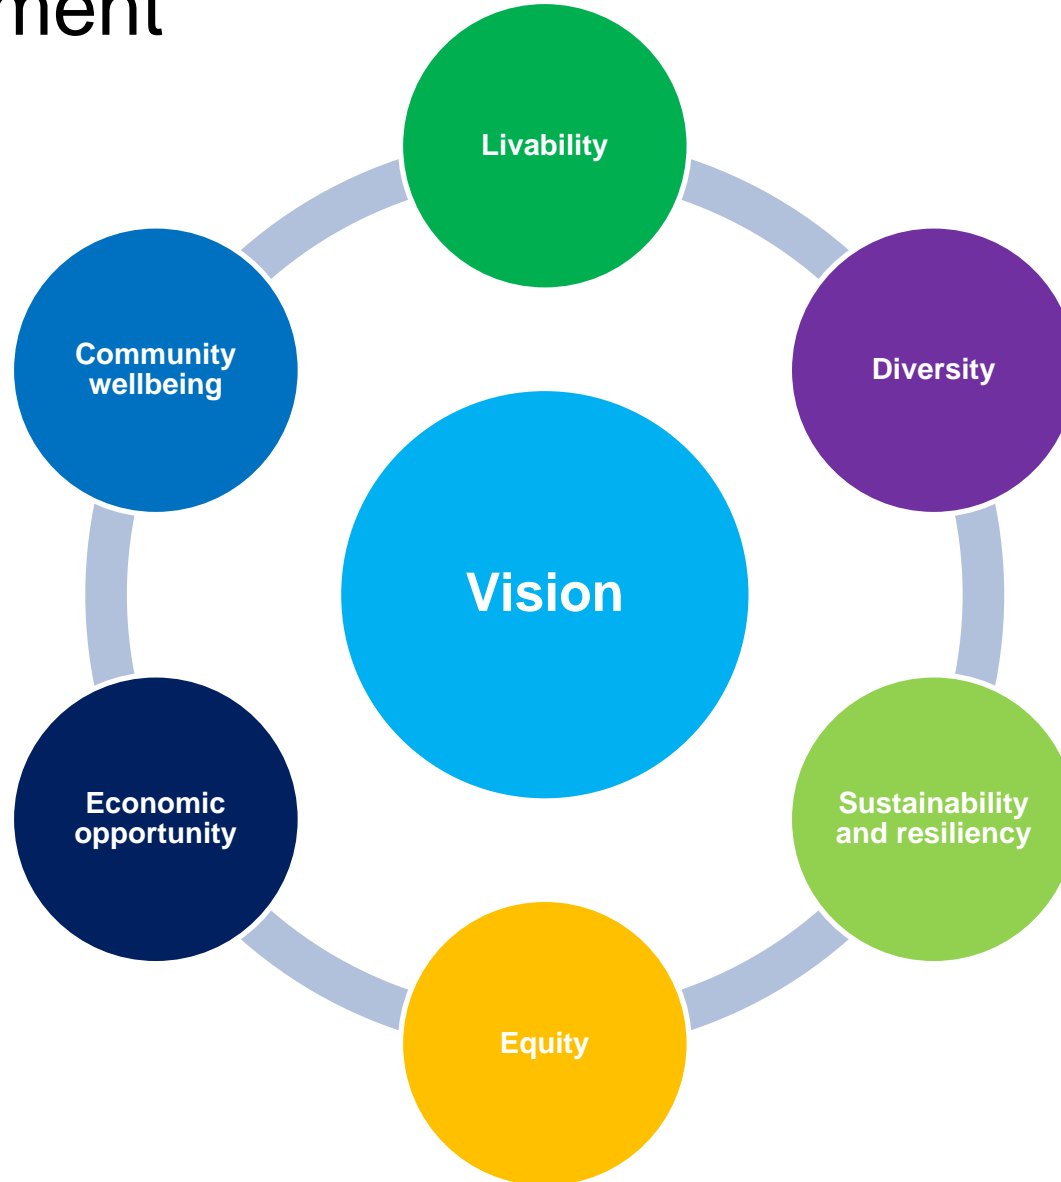 ment
Livability
Diversity
Community
wellbeing
Vision
Sustainability
and resiliency
Economic
opportunity
Equity